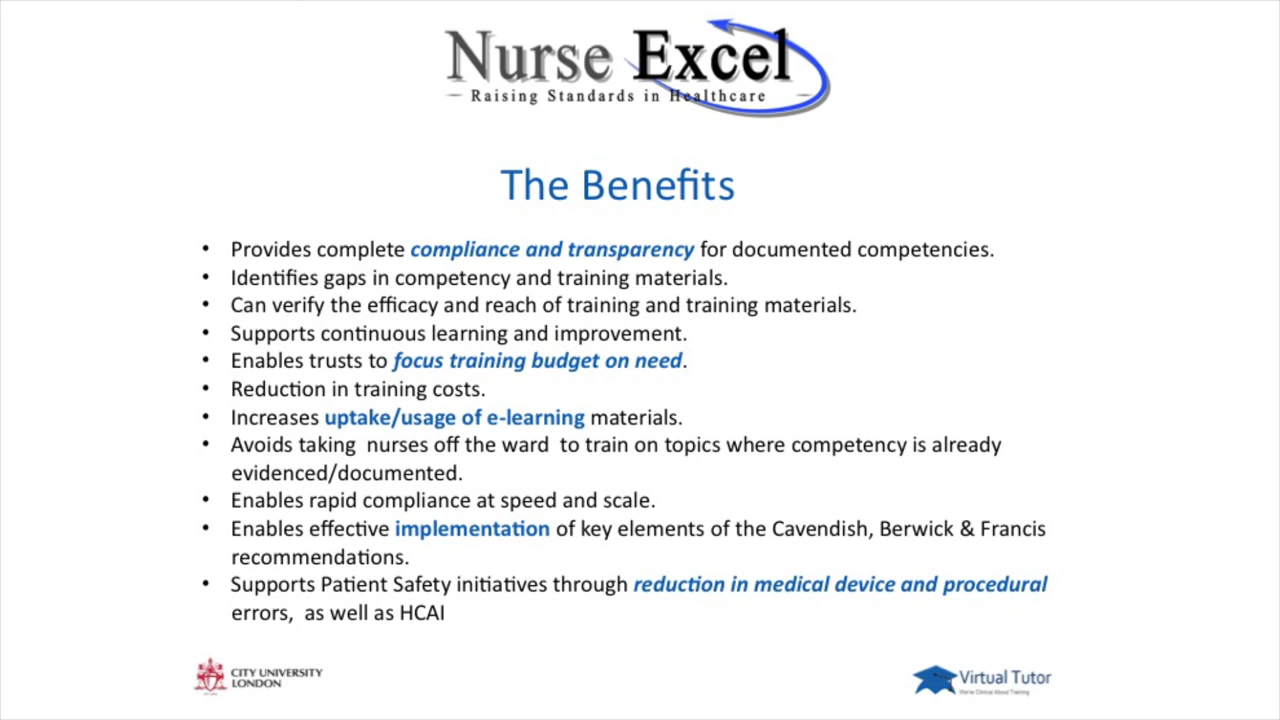 Nurse Excel
Raising Standards in Healthcare
The Benefits
• Provides complete compliance and transparency for documented competencies.
• Identifies gaps in competency and training materials.
• Can verify the efficacy and reach of training and training materials.
• Supports continuous learning and improvement.
• Enables trusts to focus training budget on need.
• Reduction in training costs.
• Increases uptake/usage of e-learning materials.
• Avoids taking  nurses off the ward  to train on topics where competency is already
evidenced/documented.
• Enables rapid compliance at speed and scale.
• Enables effective implementation of key elements of the Cavendish, Berwick & Francis
recommendations.
• Supports Patient Safety initiatives through reduction in medical device and procedural
errors,  as well as HCAI
CITY UNIVERSITY
LONDON
Virtual Tutor
We're Clinical About Training